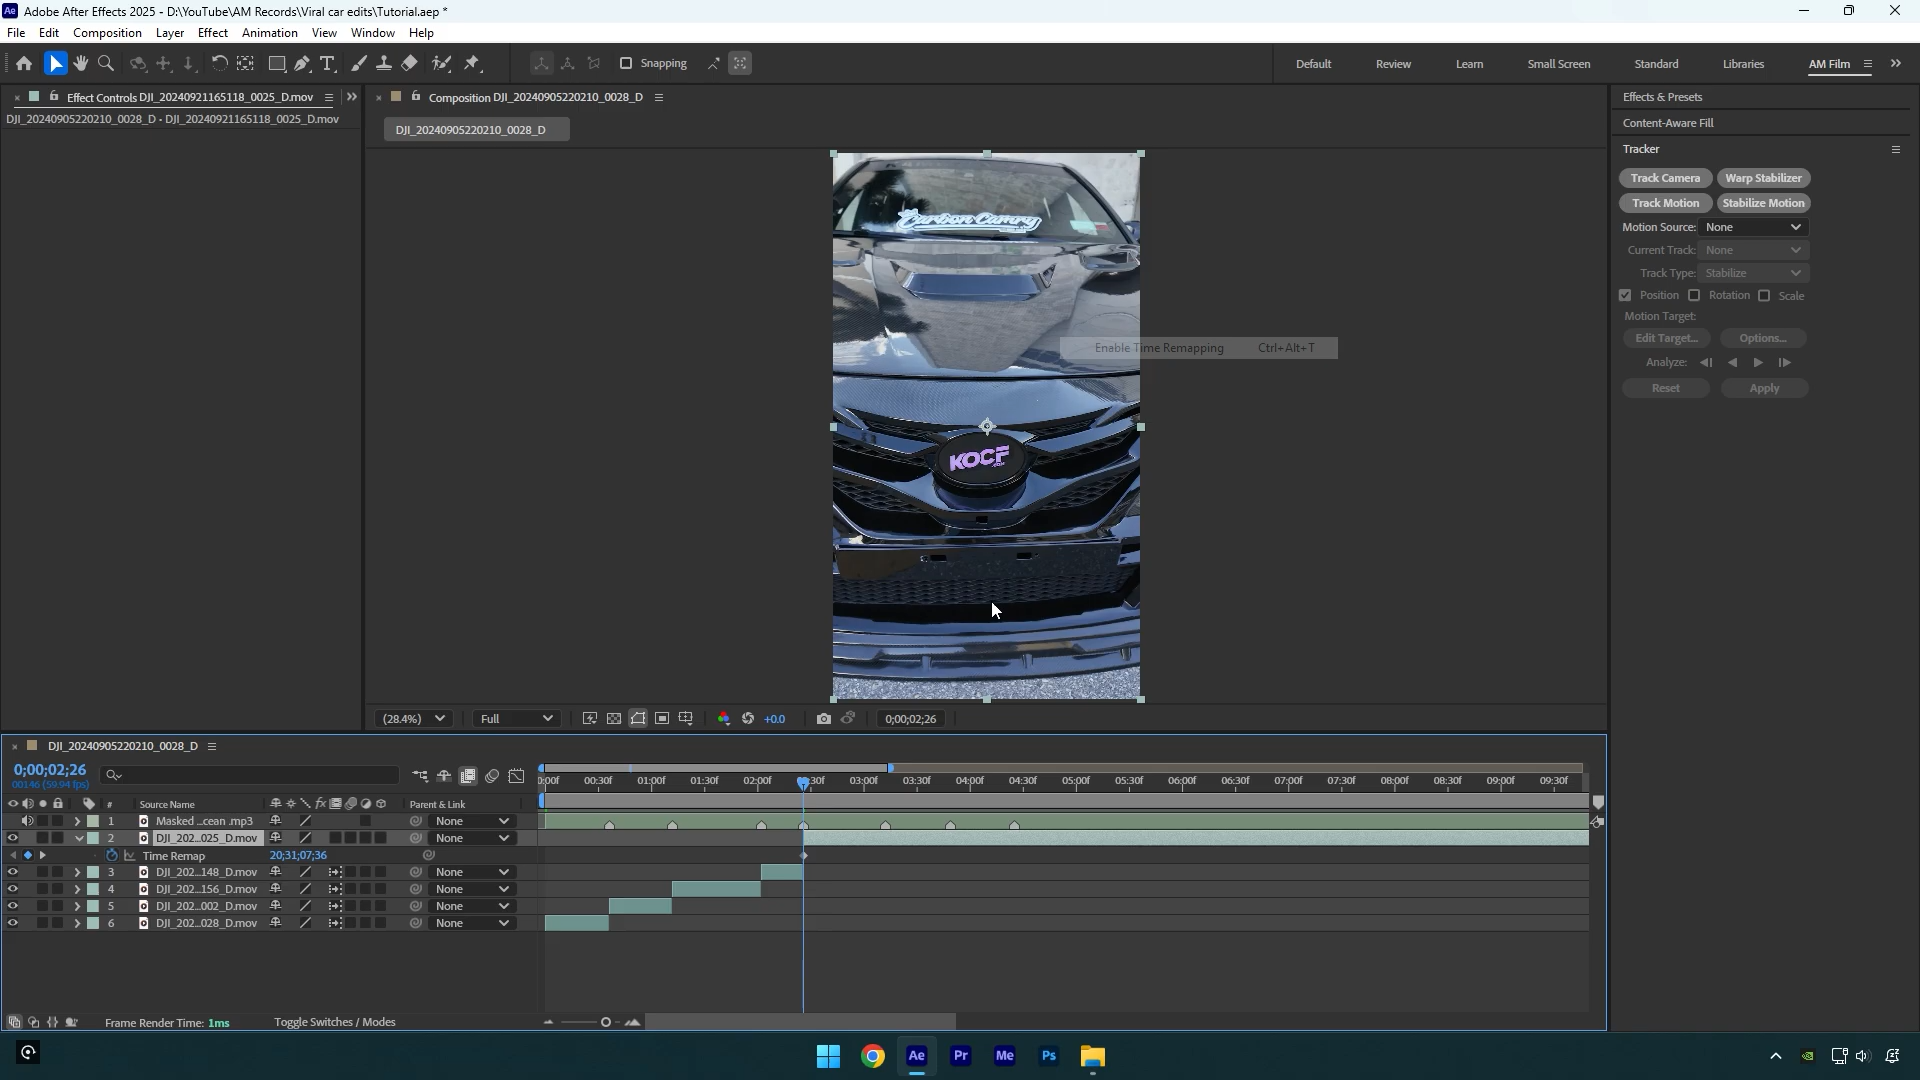 Adobe After Effects 2025 - D:\YouTube\AM Records\Viral car edits\Tutorial.aep *
File Edit Composition Layer Effect Animation View Window Help
Snapping Default Review Learn Small Screen Standard Libraries AM Film
Effect Controls DJI_20240921165118_0025_D.mov
DJI_20240905220210_0028_D • DJI_20240921165118_0025_D.mov
Composition DJI_20240905220210_0028_D
DJI_20240905220210_0028_D
Carbon Camry
KOCF
Enable Time Remapping Ctrl+Alt+T
(28.4%) Full +0.0 0;00;02;26
Effects & Presets
Content-Aware Fill
Tracker
Track Camera Warp Stabilizer
Track Motion Stabilize Motion
Motion Source: None
Current Track: None
Track Type: Stabilize
Position Rotation Scale
Motion Target:
Edit Target... Options...
Analyze:
Reset Apply
DJI_20240905220210_0028_D
0;00;02;26
00146 (59.94 fps)
# Source Name Parent & Link
1 Masked ...cean .mp3 None
2 DJI_202...025_D.mov None
Time Remap 20;31;07;36
3 DJI_202...148_D.mov None
4 DJI_202...156_D.mov None
5 DJI_202...002_D.mov None
6 DJI_202...028_D.mov None
:00f 00:30f 01:00f 01:30f 02:00f :30f 03:00f 03:30f 04:00f 04:30f 05:00f 05:30f 06:00f 06:30f 07:00f 07:30f 08:00f 08:30f 09:00f 09:30f
Frame Render Time: 1ms Toggle Switches / Modes
Ae Pr Me Ps